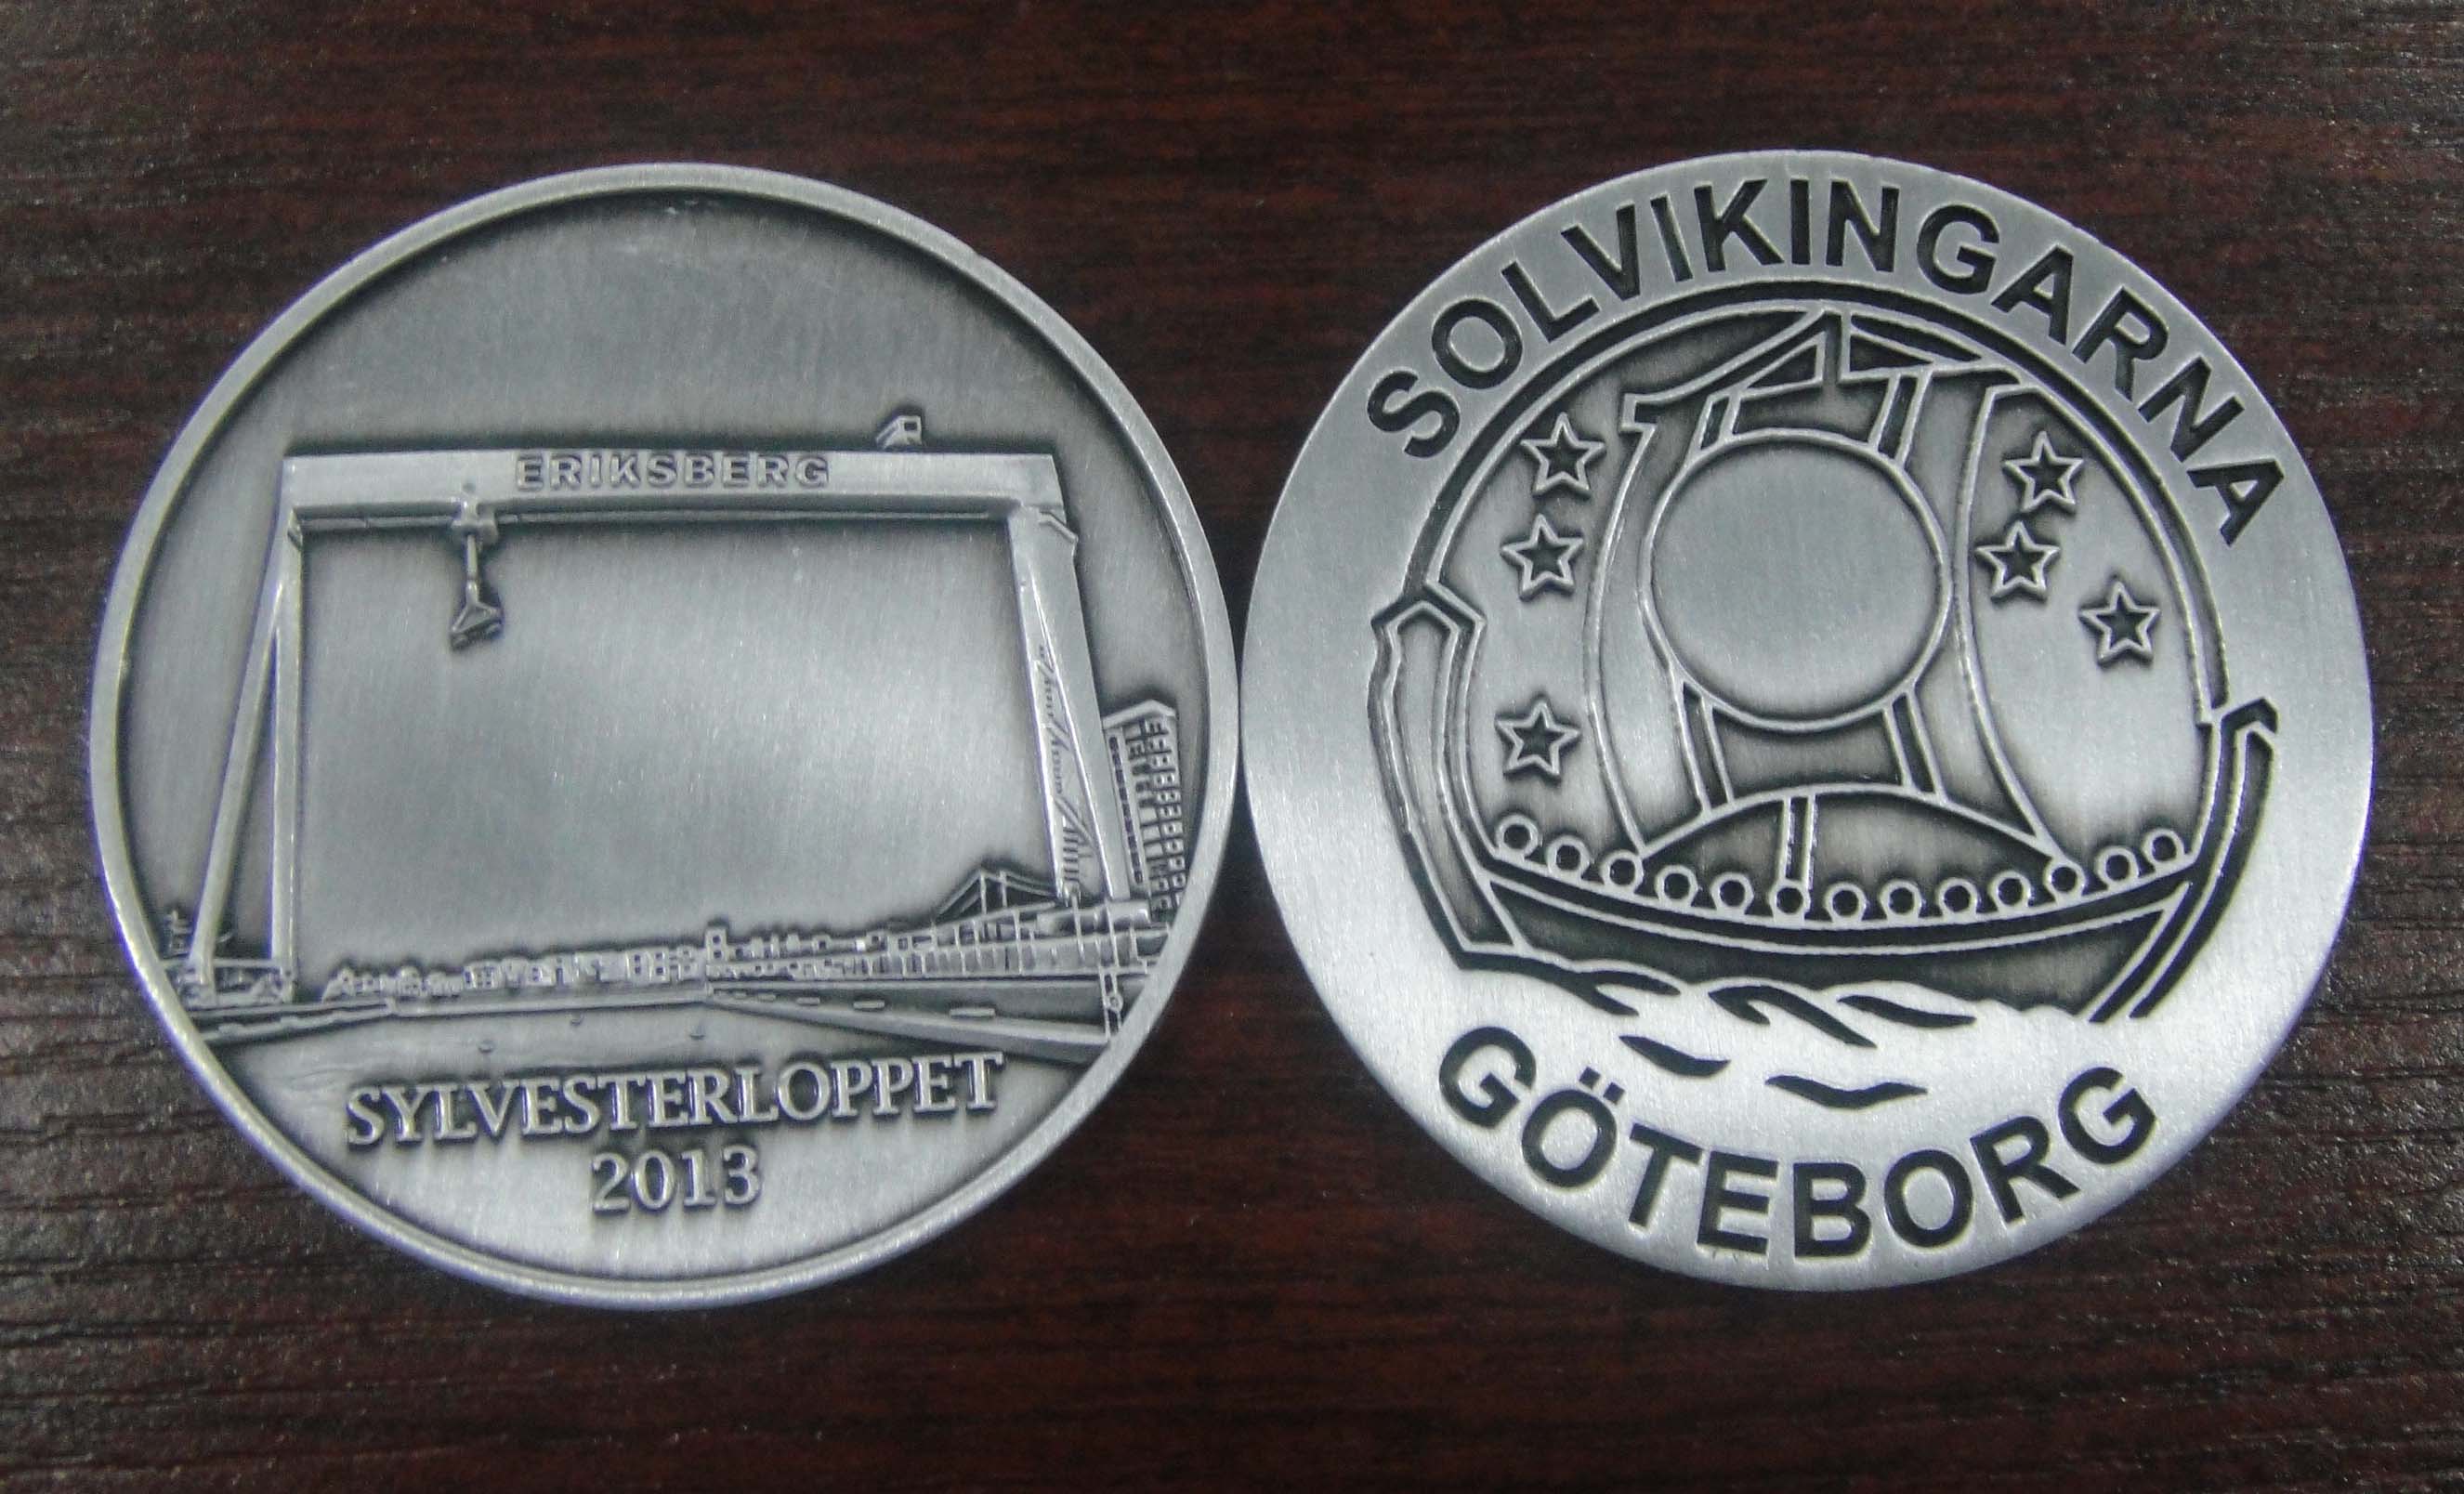 ERIKSBERG
SYLVESTERLOPPET
2013
SOLVIKINGARNA
GÖTEBORG